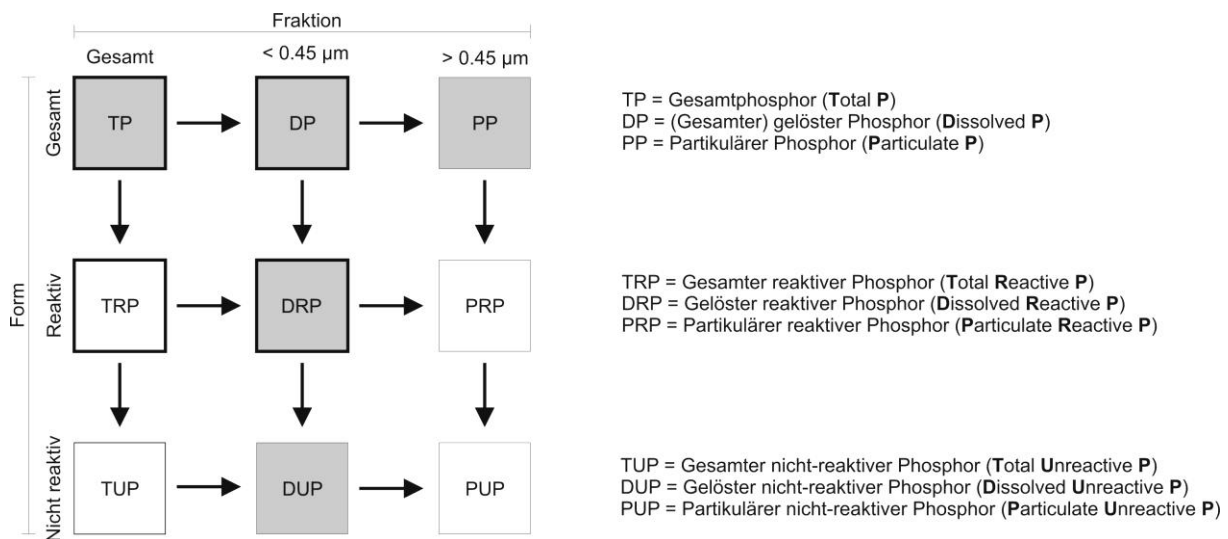 Fraktion
Gesamt
< 0.45 µm
> 0.45 µm
Form
Gesamt
TP
DP
PP
TP = Gesamtphosphor (Total P)
DP = (Gesamter) gelöster Phosphor (Dissolved P)
PP = Partikulärer Phosphor (Particulate P)
Reaktiv
TRP
DRP
PRP
TRP = Gesamter reaktiver Phosphor (Total Reactive P)
DRP = Gelöster reaktiver Phosphor (Dissolved Reactive P)
PRP = Partikulärer reaktiver Phosphor (Particulate Reactive P)
Nicht reaktiv
TUP
DUP
PUP
TUP = Gesamter nicht-reaktiver Phosphor (Total Unreactive P)
DUP = Gelöster nicht-reaktiver Phosphor (Dissolved Unreactive P)
PUP = Partikulärer nicht-reaktiver Phosphor (Particulate Unreactive P)